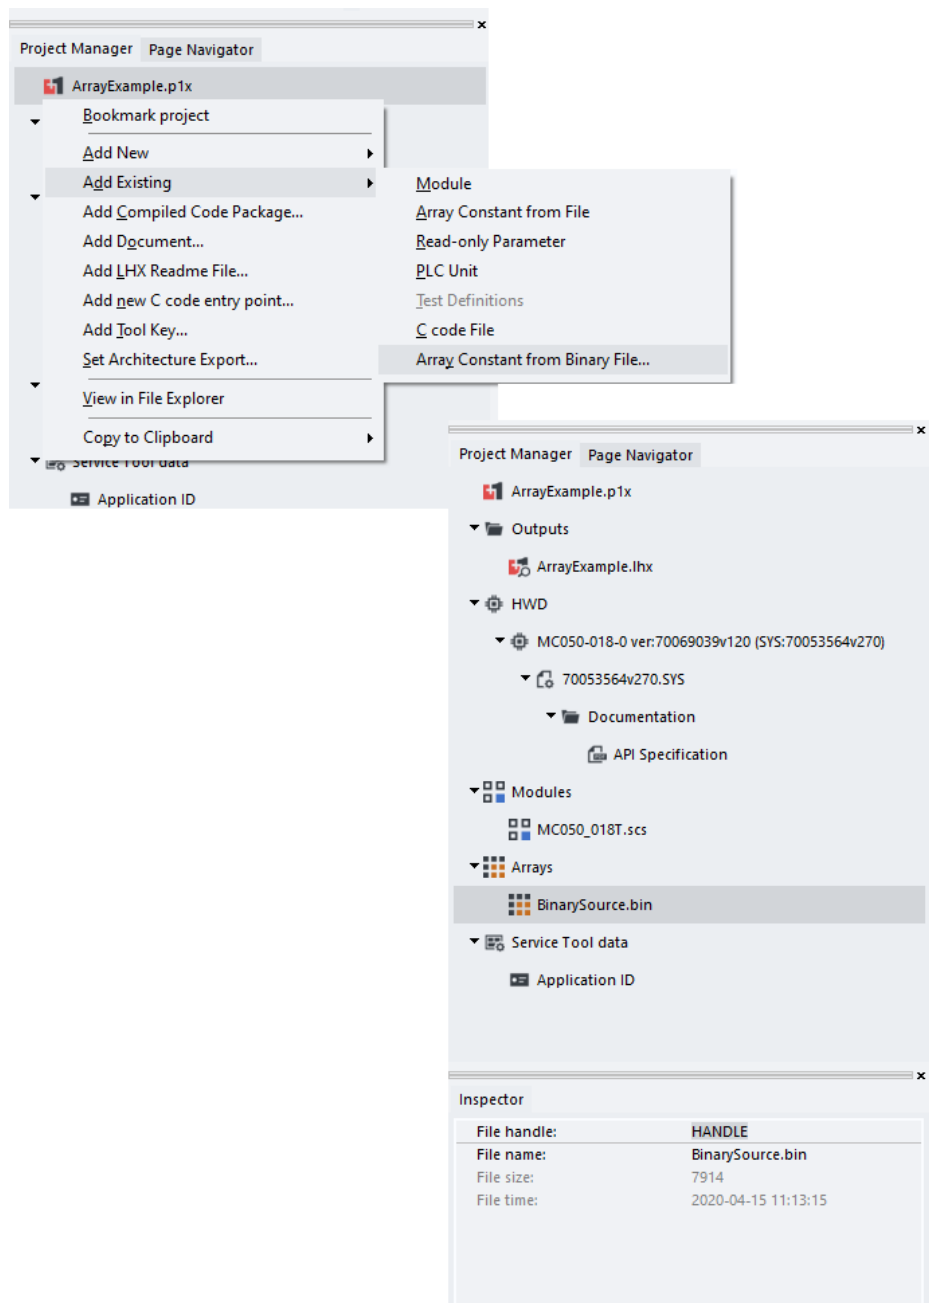 x
Project Manager Page Navigator
ArrayExample.p1x
Bookmark project
Add New
Add Existing
Add Compiled Code Package...
Add Document...
Add LHX Readme File...
Add new C code entry point...
Add Tool Key...
Set Architecture Export...
View in File Explorer
Copy to Clipboard
Module
Array Constant from File
Read-only Parameter
PLC Unit
Test Definitions
C code File
Array Constant from Binary File...
Service Tool data
Application ID
x
Project Manager Page Navigator
ArrayExample.p1x
Outputs
ArrayExample.lhx
HWD
MC050-018-0 ver:70069039v120 (SYS:70053564v270)
70053564v270.SYS
Documentation
API Specification
Modules
MC050_018T.scs
Arrays
BinarySource.bin
Service Tool data
Application ID
x
Inspector
File handle: HANDLE
File name: BinarySource.bin
File size: 7914
File time: 2020-04-15 11:13:15